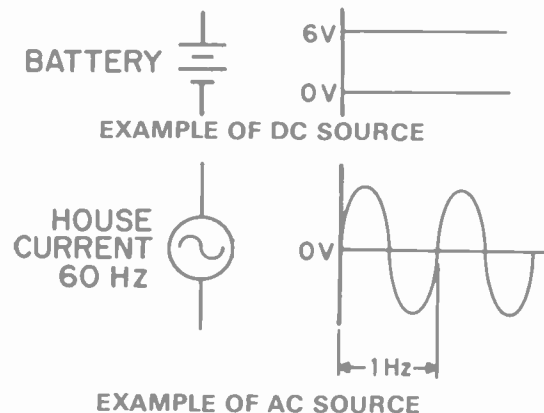 BATTERY
6V
0V
EXAMPLE OF DC SOURCE
HOUSE
CURRENT
60 Hz
0V
1Hz
EXAMPLE OF AC SOURCE